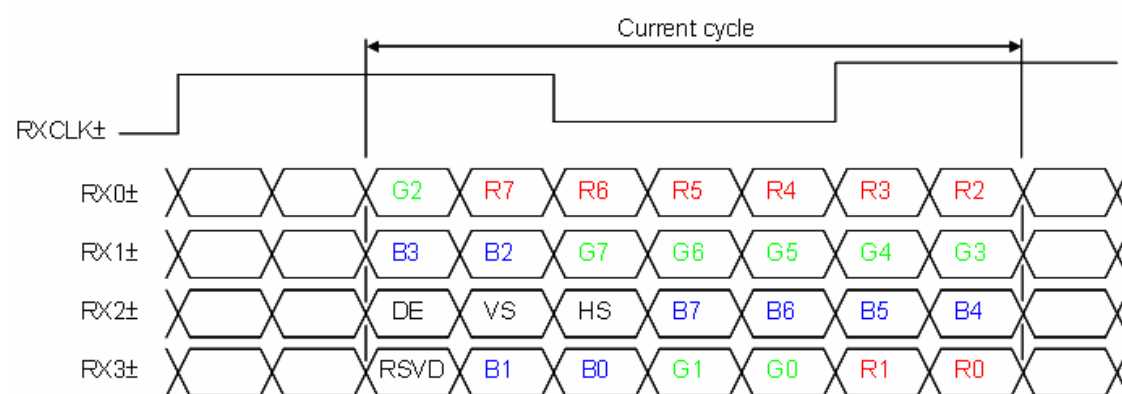 Current cycle
RXCLK±
RX0± G2 R7 R6 R5 R4 R3 R2
RX1± B3 B2 G7 G6 G5 G4 G3
RX2± DE VS HS B7 B6 B5 B4
RX3± RSVD B1 B0 G1 G0 R1 R0